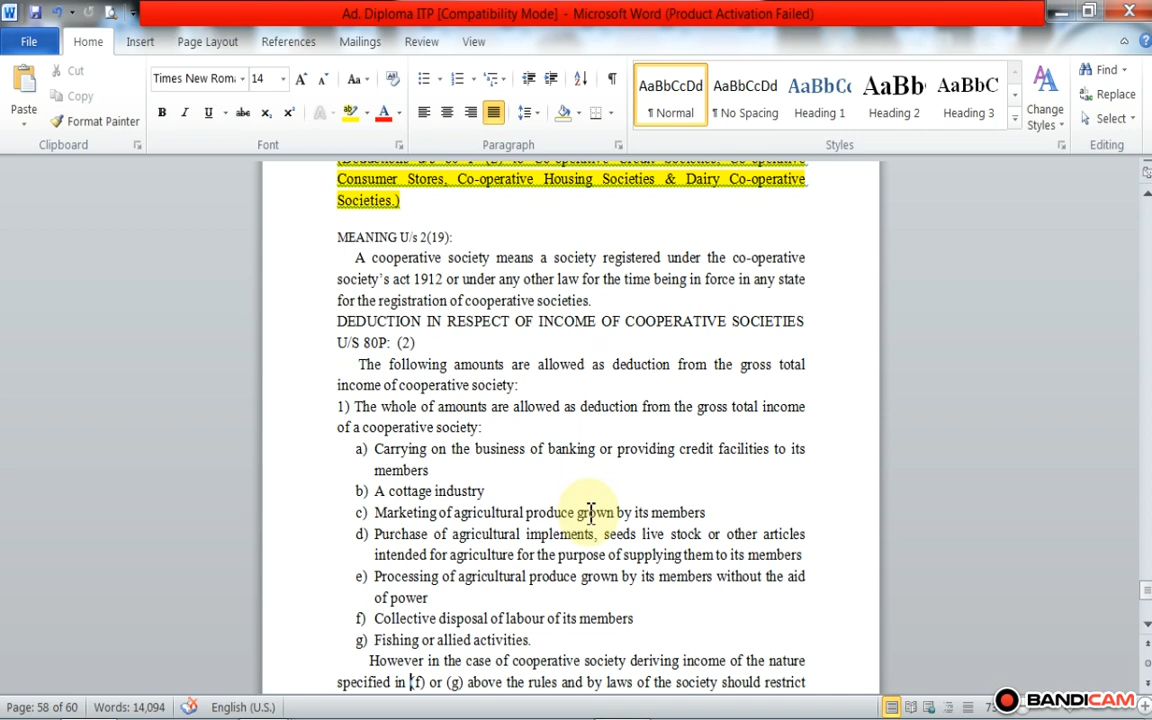 Ad. Diploma ITP [Compatibility Mode] - Microsoft Word (Product Activation Failed)
File Home Insert Page Layout References Mailings Review View
Paste
Cut
Copy
Format Painter
Clipboard
Times New Rom. 14
Font
Paragraph
AaBbCcDd AaBbCcDd AaBbCc AaBb AaBbC
¶ Normal ¶ No Spacing Heading 1 Heading 2 Heading 3
Change Styles
Styles
Find
Replace
Select
Editing
Consumer Stores, Co-operative Housing Societies & Dairy Co-operative
Societies.)
MEANING U/s 2(19):
A cooperative society means a society registered under the co-operative
society's act 1912 or under any other law for the time being in force in any state
for the registration of cooperative societies.
DEDUCTION IN RESPECT OF INCOME OF COOPERATIVE SOCIETIES
U/S 80P: (2)
The following amounts are allowed as deduction from the gross total
income of cooperative society:
1) The whole of amounts are allowed as deduction from the gross total income
of a cooperative society:
a) Carrying on the business of banking or providing credit facilities to its
members
b) A cottage industry
c) Marketing of agricultural produce grown by its members
d) Purchase of agricultural implements, seeds live stock or other articles
intended for agriculture for the purpose of supplying them to its members
e) Processing of agricultural produce grown by its members without the aid
of power
f) Collective disposal of labour of its members
g) Fishing or allied activities.
However in the case of cooperative society deriving income of the nature
specified in (f) or (g) above the rules and by laws of the society should restrict
Page: 58 of 60 Words: 14,094 English (U.S.)
BANDICAM